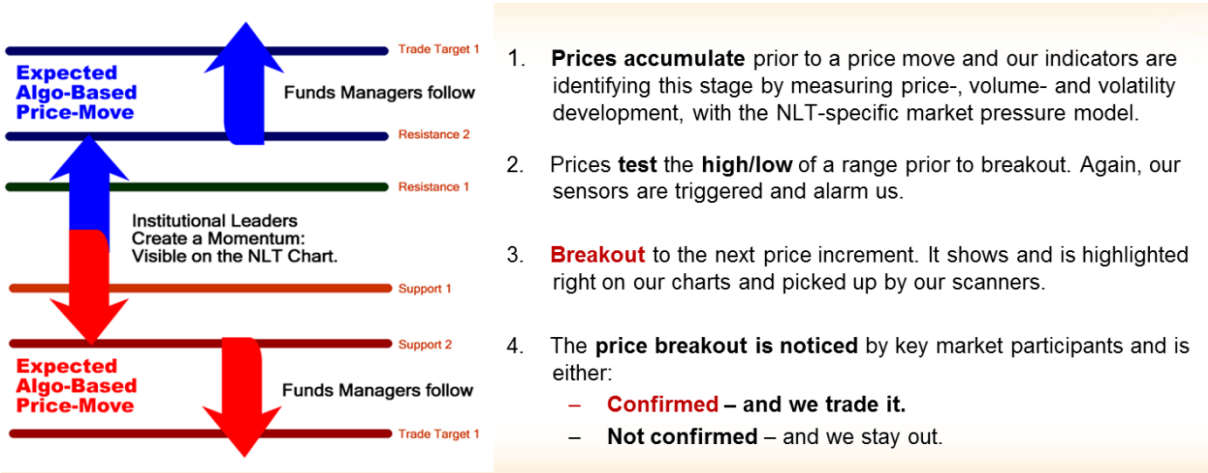 Trade Target 1
Expected
Algo-Based
Price-Move
Funds Managers follow
Resistance 2
Resistance 1
Institutional Leaders
Create a Momentum:
Visible on the NLT Chart.
Support 1
Support 2
Expected
Algo-Based
Price-Move
Funds Managers follow
Trade Target 1
1. Prices accumulate prior to a price move and our indicators are
identifying this stage by measuring price-, volume- and volatility
development, with the NLT-specific market pressure model.
2. Prices test the high/low of a range prior to breakout. Again, our
sensors are triggered and alarm us.
3. Breakout to the next price increment. It shows and is highlighted
right on our charts and picked up by our scanners.
4. The price breakout is noticed by key market participants and is
either:
– Confirmed – and we trade it.
– Not confirmed – and we stay out.